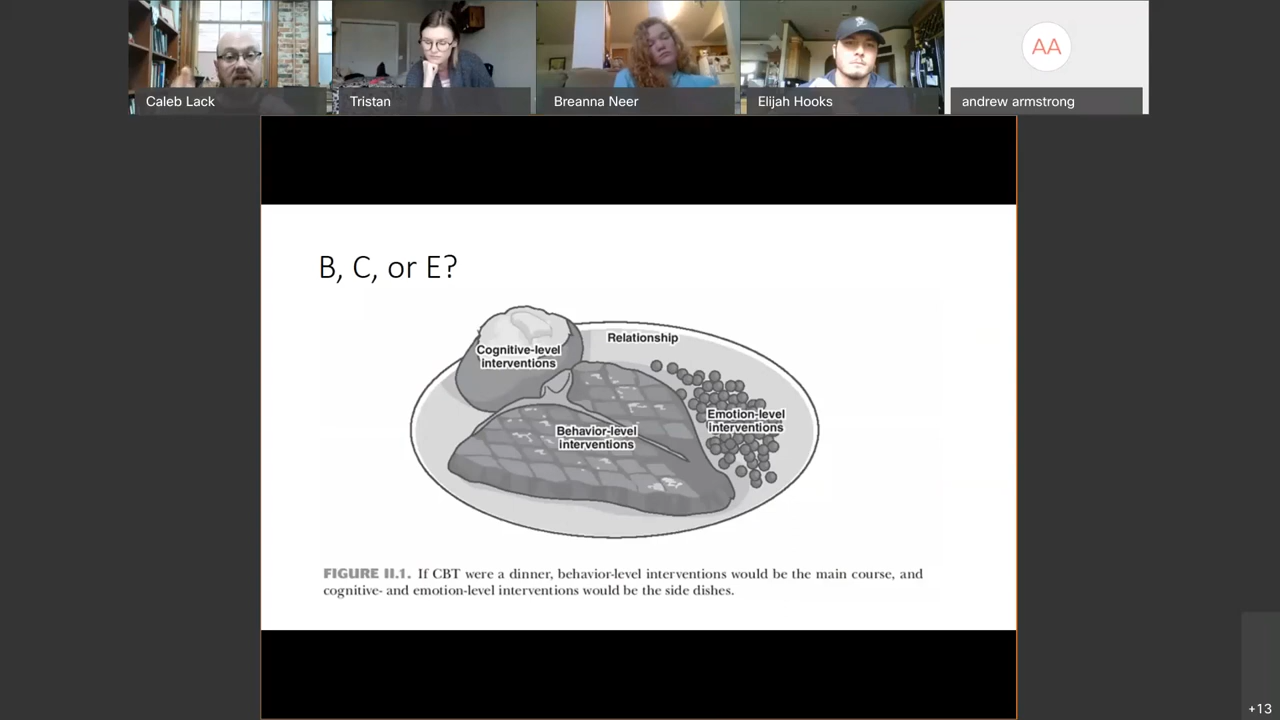 Caleb Lack
Tristan
Breanna Neer
Elijah Hooks
AA
andrew armstrong
B, C, or E?
Cognitive-level
interventions
Relationship
Behavior-level
interventions
Emotion-level
interventions
FIGURE II.1. If CBT were a dinner, behavior-level interventions would be the main course, and
cognitive- and emotion-level interventions would be the side dishes.
+13